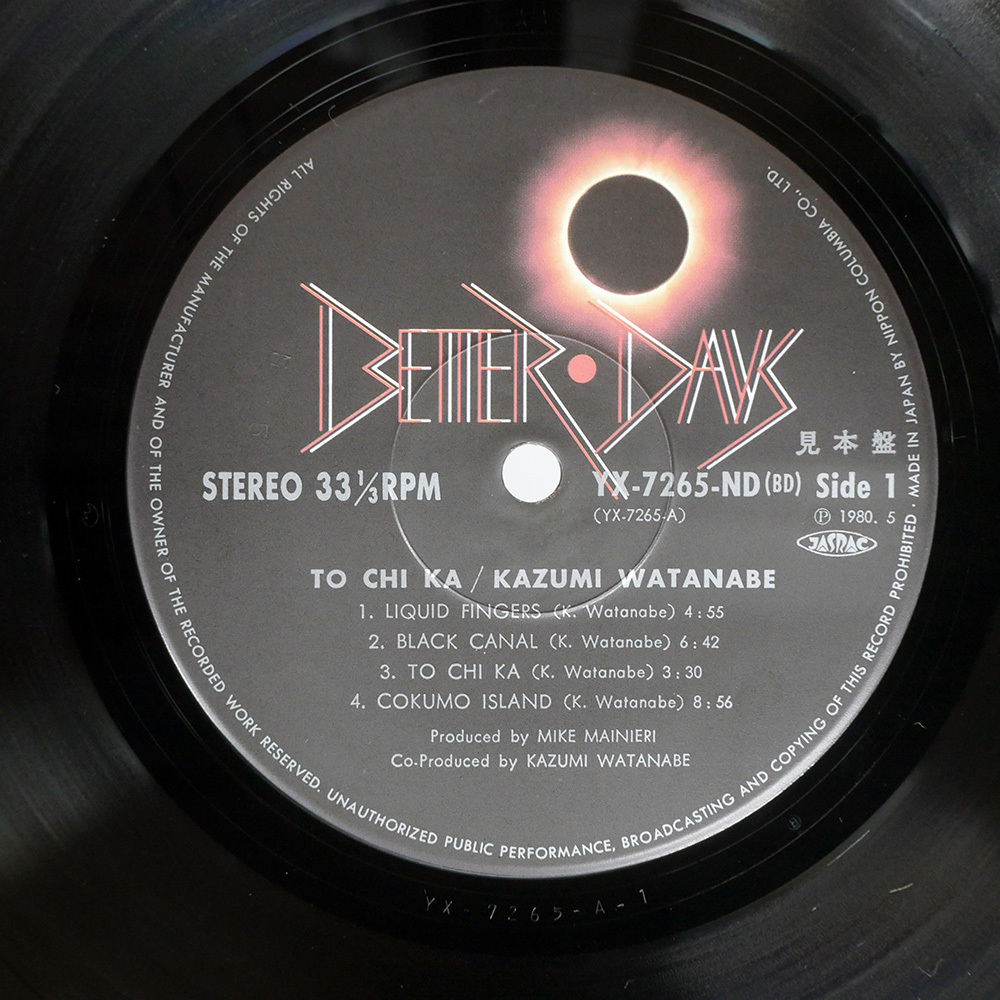 BETTER • DAYS
見本盤
STEREO 33 1/3 RPM
YX-7265-ND (BD) Side 1
(YX-7265-A)
Ⓟ 1980. 5
JASRAC
TO CHI KA / KAZUMI WATANABE
1. LIQUID FINGERS (K. Watanabe) 4 : 55
2. BLACK CANAL (K. Watanabe) 6 : 42
3. TO CHI KA (K. Watanabe) 3 : 30
4. COKUMO ISLAND (K. Watanabe) 8 : 56
Produced by MIKE MAINIERI
Co-Produced by KAZUMI WATANABE
ALL RIGHTS OF THE MANUFACTURER AND OF THE OWNER OF THE RECORDED WORK RESERVED. UNAUTHORIZED PUBLIC PERFORMANCE, BROADCASTING AND COPYING OF THIS RECORD PROHIBITED. MADE IN JAPAN BY NIPPON COLUMBIA CO., LTD.
YX-7265-A-1